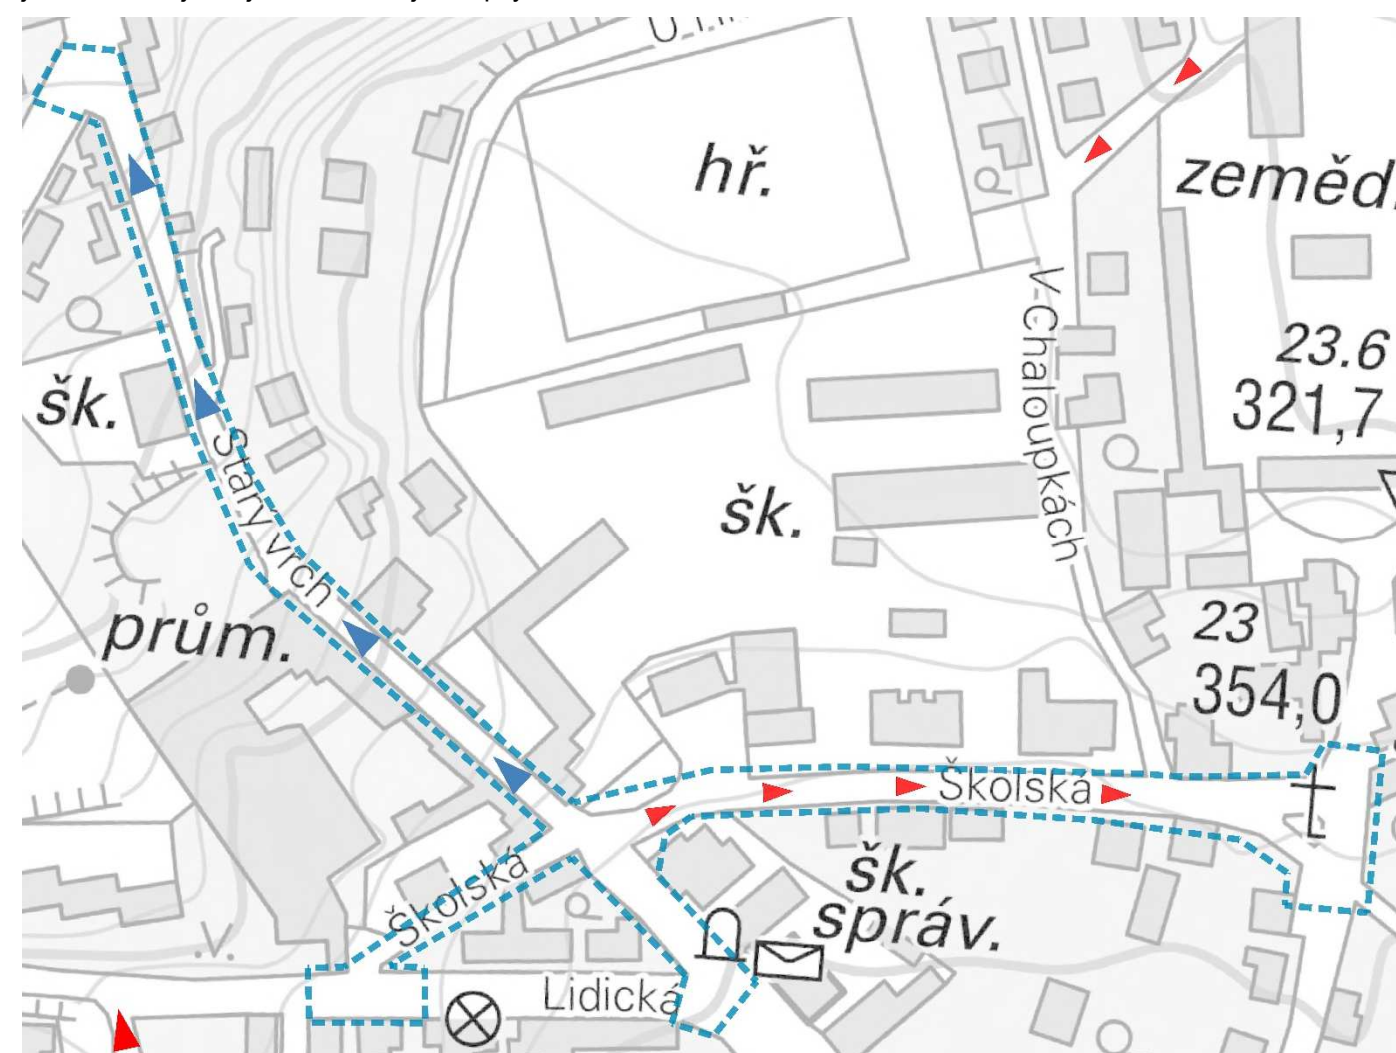 hř.
zeměd
V-Chaloupkách
23.6
321,7
šk.
Starý vrch
šk.
prům.
23
354,0
Školská
šk.
správ.
Školská
Lidická